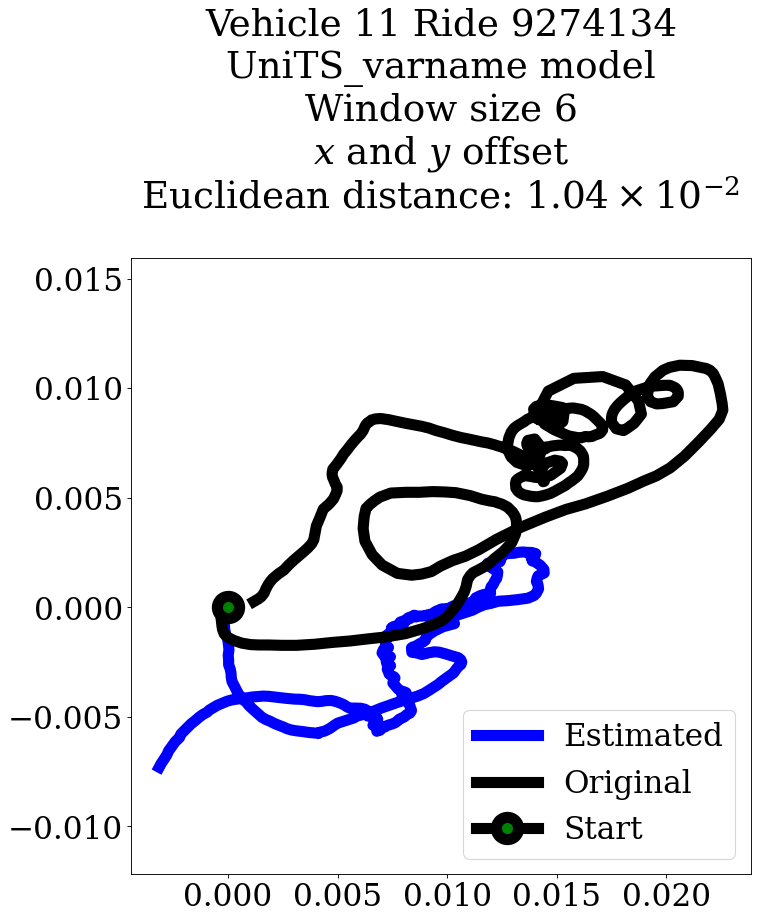 Vehicle 11 Ride 9274134
UniTS_varname model
Window size 6
x and y offset
Euclidean distance: 1.04 × 10⁻²
0.015
0.010
0.005
0.000
−0.005
−0.010
0.000 0.005 0.010 0.015 0.020
Estimated
Original
Start